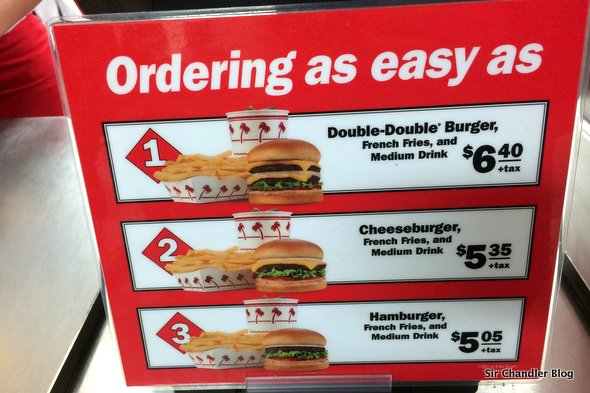 Ordering as easy as
1
Double-Double® Burger,
French Fries, and
Medium Drink
$6.40
+tax
2
Cheeseburger,
French Fries, and
Medium Drink
$5.35
+tax
3
Hamburger,
French Fries, and
Medium Drink
$5.05
+tax
Sir Chandler Blog